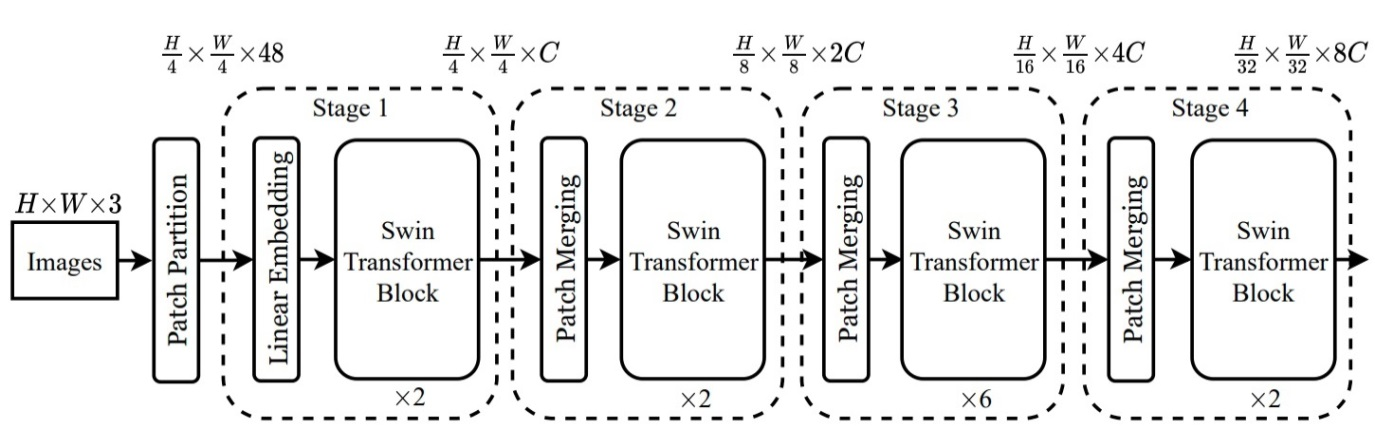 H/4 × W/4 × 48
H/4 × W/4 × C
H/8 × W/8 × 2C
H/16 × W/16 × 4C
H/32 × W/32 × 8C
H×W×3
Images
Patch Partition
Stage 1
Linear Embedding
Swin
Transformer
Block
×2
Stage 2
Patch Merging
Swin
Transformer
Block
×2
Stage 3
Patch Merging
Swin
Transformer
Block
×6
Stage 4
Patch Merging
Swin
Transformer
Block
×2